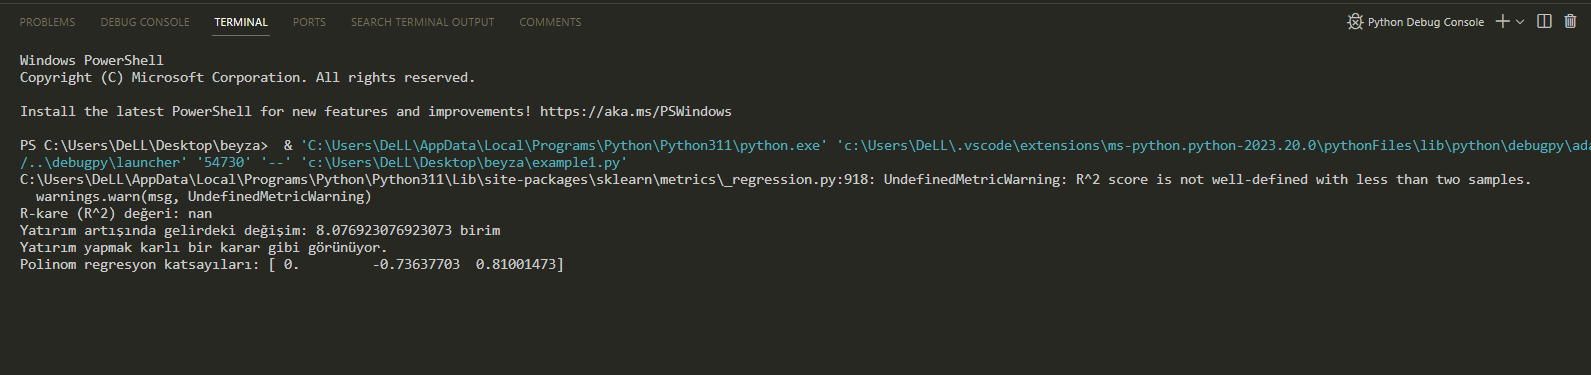 PROBLEMS DEBUG CONSOLE TERMINAL PORTS SEARCH TERMINAL OUTPUT COMMENTS Python Debug Console
Windows PowerShell
Copyright (C) Microsoft Corporation. All rights reserved.
Install the latest PowerShell for new features and improvements! https://aka.ms/PSWindows
PS C:\Users\DeLL\Desktop\beyza>  & 'C:\Users\DeLL\AppData\Local\Programs\Python\Python311\python.exe' 'c:\Users\DeLL\.vscode\extensions\ms-python.python-2023.20.0\pythonFiles\lib\python\debugpy\ada
/..\debugpy\launcher' '54730' '--' 'c:\Users\DeLL\Desktop\beyza\example1.py'
C:\Users\DeLL\AppData\Local\Programs\Python\Python311\Lib\site-packages\sklearn\metrics\_regression.py:918: UndefinedMetricWarning: R^2 score is not well-defined with less than two samples.
  warnings.warn(msg, UndefinedMetricWarning)
R-kare (R^2) değeri: nan
Yatırım artışında gelirdeki değişim: 8.076923076923073 birim
Yatırım yapmak karlı bir karar gibi görünüyor.
Polinom regresyon katsayıları: [ 0.         -0.73637703  0.81001473]